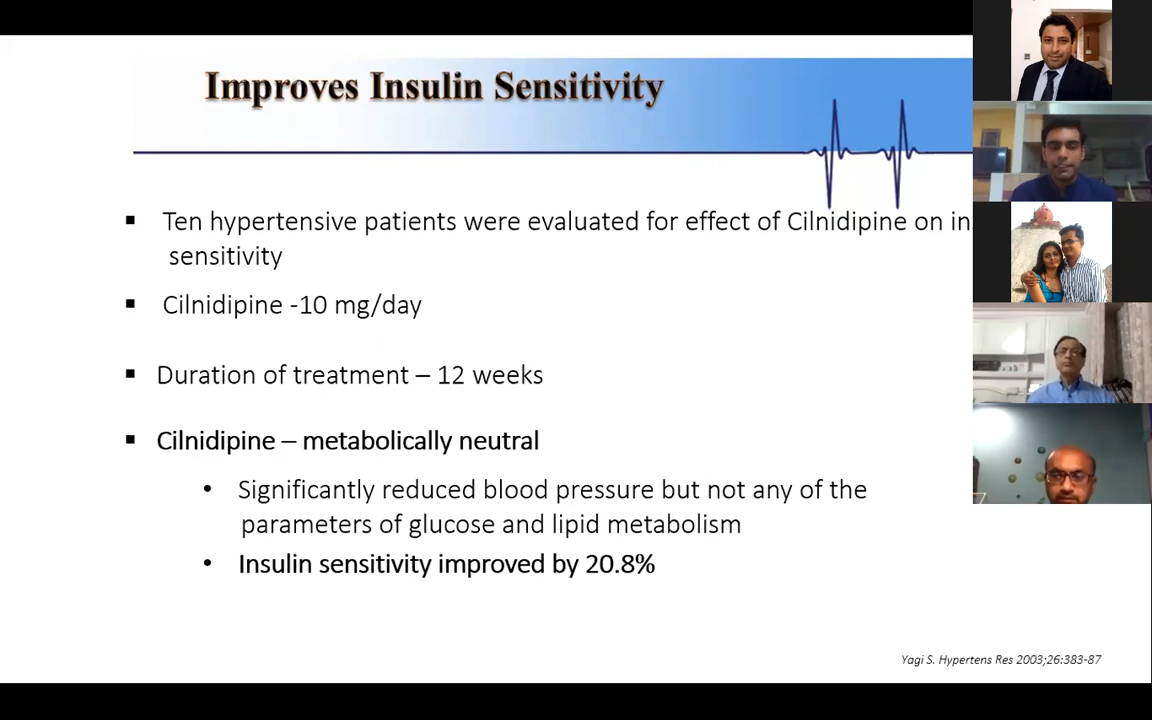 Improves Insulin Sensitivity
▪ Ten hypertensive patients were evaluated for effect of Cilnidipine on in
sensitivity
▪ Cilnidipine -10 mg/day
▪ Duration of treatment – 12 weeks
▪ Cilnidipine – metabolically neutral
• Significantly reduced blood pressure but not any of the
parameters of glucose and lipid metabolism
• Insulin sensitivity improved by 20.8%
Yagi S. Hypertens Res 2003;26:383-87